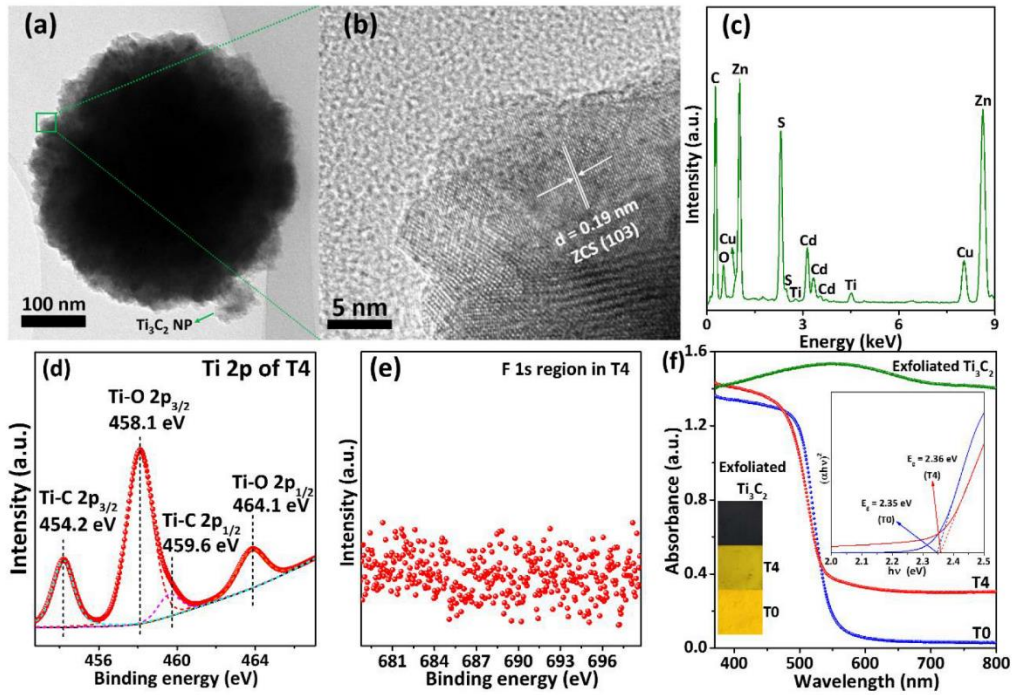 (a)
100 nm
Ti₃C₂ NP
(b)
d = 0.19 nm
ZCS (103)
5 nm
(c)
Intensity (a.u.)
C
Zn
Cu
O
S
S
Ti
Cd
Cd
Cd
Ti
Cu
Zn
0 3 6 9
Energy (keV)
(d)
Ti 2p of T4
Intensity (a.u.)
Ti-O 2p₃/₂
458.1 eV
Ti-C 2p₃/₂
454.2 eV
Ti-C 2p₁/₂
459.6 eV
Ti-O 2p₁/₂
464.1 eV
456 460 464
Binding energy (eV)
(e)
F 1s region in T4
Intensity (a.u.)
681 684 687 690 693 696
Binding energy (eV)
(f)
Exfoliated Ti₃C₂
Absorbance (a.u.)
1.6
1.2
0.8
0.4
0.0
Exfoliated
Ti₃C₂
T4
T0
(αhν)²
E_g = 2.36 eV
(T4)
E_g = 2.35 eV
(T0)
2.0 2.1 2.2 2.3 2.4 2.5
hν (eV)
T4
T0
400 500 600 700 800
Wavelength (nm)